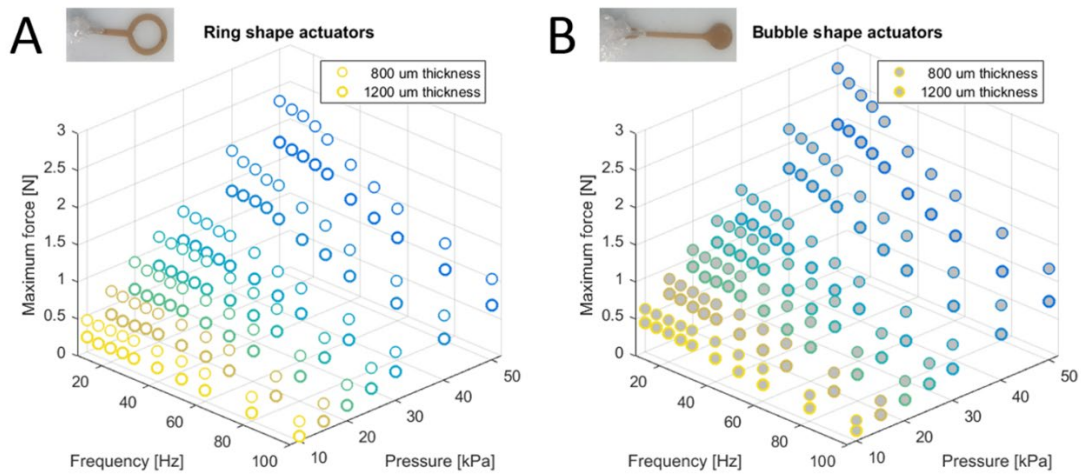 A
Ring shape actuators
800 um thickness
1200 um thickness
3
2.5
2
1.5
1
0.5
0
Maximum force [N]
20
40
60
80
100
Frequency [Hz]
10
20
30
40
50
Pressure [kPa]
B
Bubble shape actuators
800 um thickness
1200 um thickness
3
2.5
2
1.5
1
0.5
0
Maximum force [N]
20
40
60
80
100
Frequency [Hz]
10
20
30
40
50
Pressure [kPa]